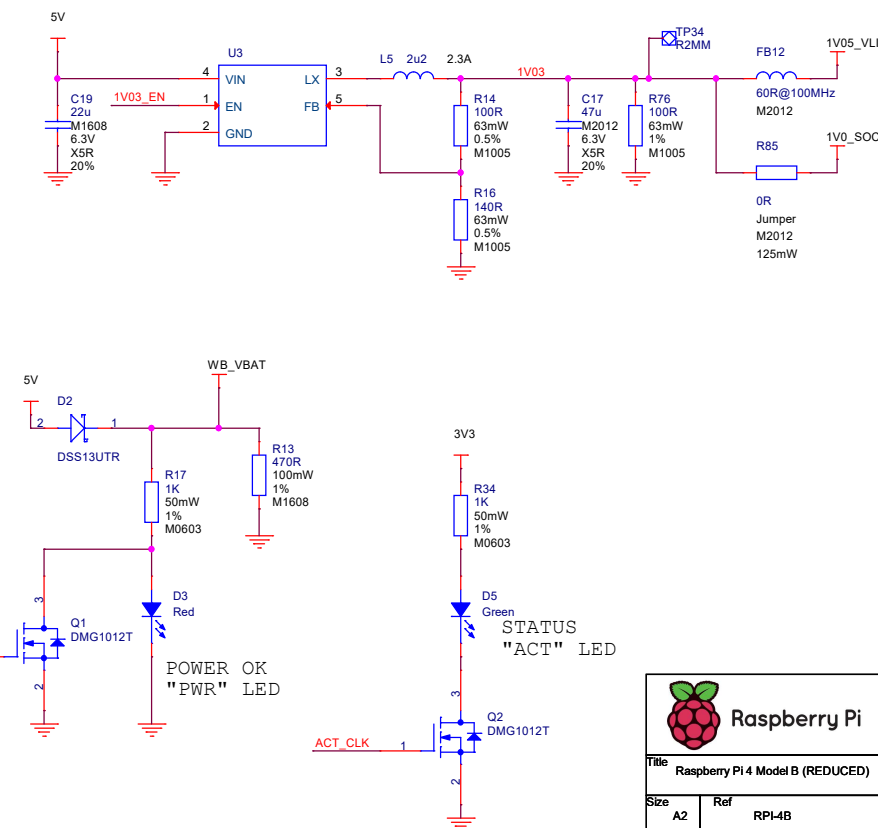 5V
U3
L5 2u2 2.3A
TP34
R2MM
FB12
1V05_VLI
4 VIN LX 3
1V03
1V03_EN 1 EN FB 5
2 GND
C19
22u
M1608
6.3V
X5R
20%
R14
100R
63mW
0.5%
M1005
C17
47u
M2012
6.3V
X5R
20%
R76
100R
63mW
1%
M1005
60R@100MHz
M2012
R85
1V0_SOC
0R
Jumper
M2012
125mW
R16
140R
63mW
0.5%
M1005
WB_VBAT
5V
D2
2 1
DSS13UTR
R17
1K
50mW
1%
M0603
R13
470R
100mW
1%
M1608
3V3
R34
1K
50mW
1%
M0603
3
Q1
DMG1012T
2
D3
Red
POWER OK
"PWR" LED
D5
Green
STATUS
"ACT" LED
3
Q2
DMG1012T
ACT_CLK 1
2
Raspberry Pi
Title
Raspberry Pi 4 Model B (REDUCED)
Size
A2
Ref
RPI-4B